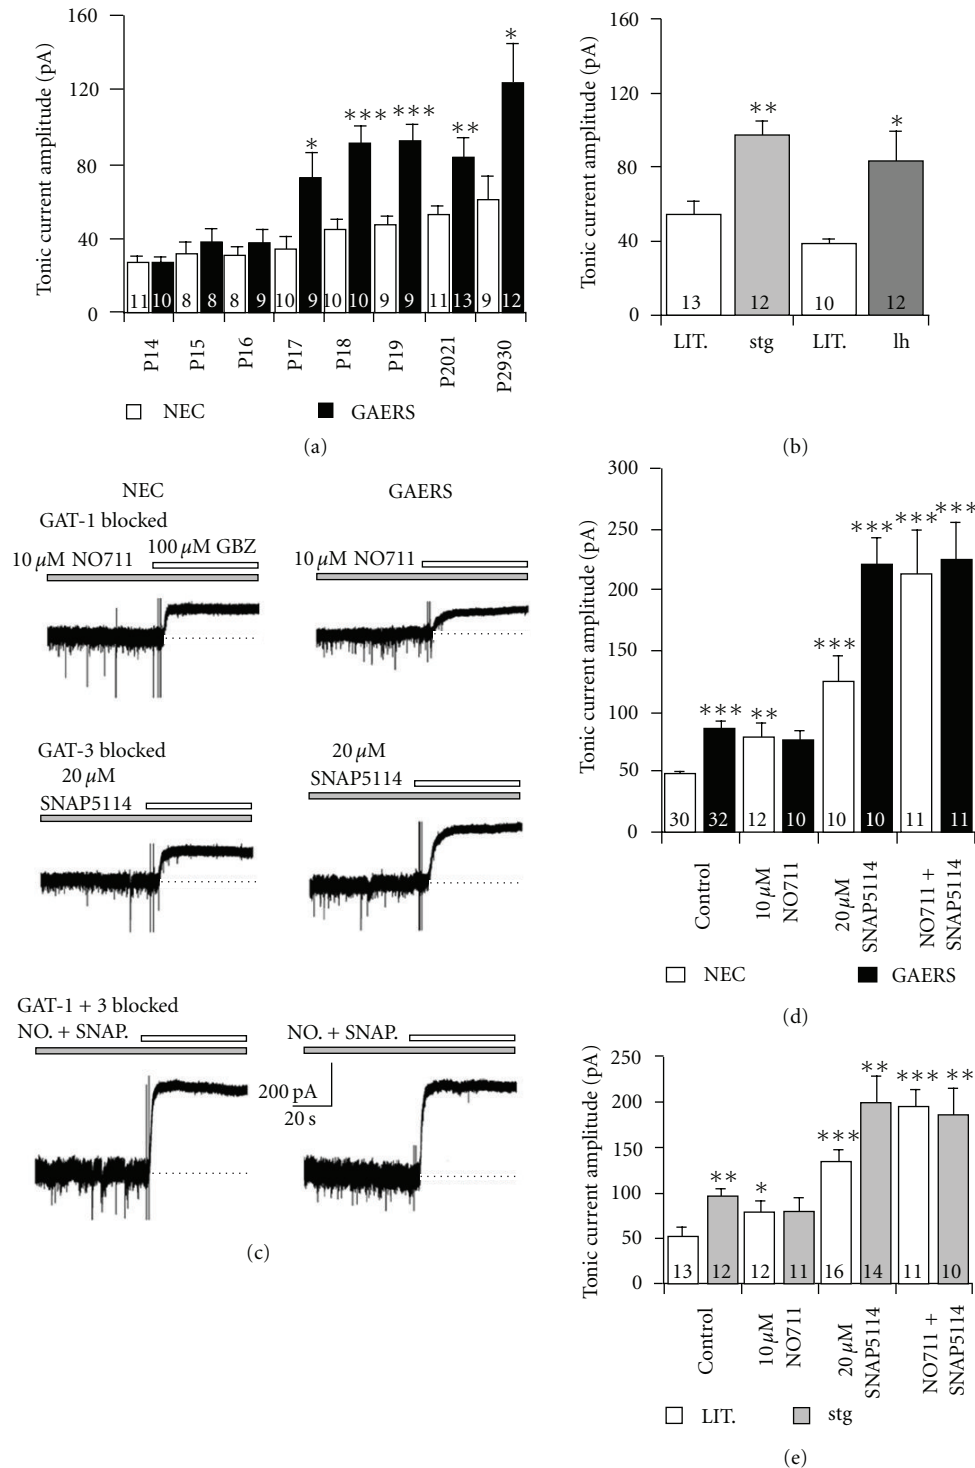 160
120
80
40
0
Tonic current amplitude (pA)
*
***
***
**
*
11 10 8 8 8 9 10 9 10 10 9 9 11 13 9 12
P14 P15 P16 P17 P18 P19 P2021 P2930
NEC GAERS
(a)
160
120
80
40
0
Tonic current amplitude (pA)
**
*
13 12 10 12
LIT. stg LIT. lh
(b)
NEC GAERS
GAT-1 blocked
100 μM GBZ
10 μM NO711 10 μM NO711
GAT-3 blocked 20
20 μM μM
SNAP5114 SNAP5114
GAT-1 + 3 blocked
NO. + SNAP. NO. + SNAP.
200 pA
20 s
(c)
300
250
200
150
100
50
0
Tonic current amplitude (pA)
***
**
***
***
***
***
30 32 12 10 10 10 11 11
Control
10 μM
NO711
20 μM
SNAP5114
NO711 +
SNAP5114
NEC GAERS
(d)
250
200
150
100
50
0
Tonic current amplitude (pA)
**
*
***
**
***
**
13 12 12 11 16 14 11 10
Control
10 μM
NO711
20 μM
SNAP5114
NO711 +
SNAP5114
LIT. stg
(e)